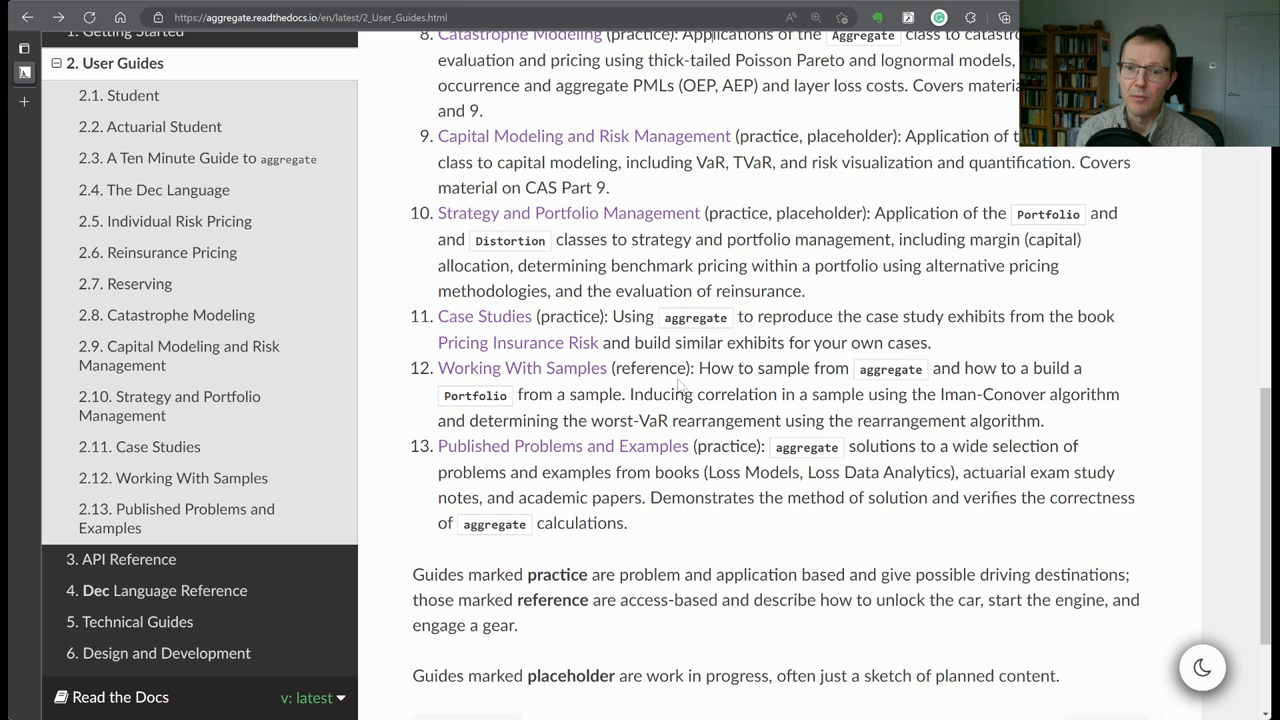 https://aggregate.readthedocs.io/en/latest/2_User_Guides.html
1. Getting Started
2. User Guides
2.1. Student
2.2. Actuarial Student
2.3. A Ten Minute Guide to aggregate
2.4. The Dec Language
2.5. Individual Risk Pricing
2.6. Reinsurance Pricing
2.7. Reserving
2.8. Catastrophe Modeling
2.9. Capital Modeling and Risk
Management
2.10. Strategy and Portfolio
Management
2.11. Case Studies
2.12. Working With Samples
2.13. Published Problems and
Examples
3. API Reference
4. Dec Language Reference
5. Technical Guides
6. Design and Development
Read the Docs
v: latest
8. Catastrophe Modeling (practice): Applications of the Aggregate class to catastro
evaluation and pricing using thick-tailed Poisson Pareto and lognormal models,
occurrence and aggregate PMLs (OEP, AEP) and layer loss costs. Covers materia
and 9.
9. Capital Modeling and Risk Management (practice, placeholder): Application of t
class to capital modeling, including VaR, TVaR, and risk visualization and quantification. Covers
material on CAS Part 9.
10. Strategy and Portfolio Management (practice, placeholder): Application of the Portfolio and
and Distortion classes to strategy and portfolio management, including margin (capital)
allocation, determining benchmark pricing within a portfolio using alternative pricing
methodologies, and the evaluation of reinsurance.
11. Case Studies (practice): Using aggregate to reproduce the case study exhibits from the book
Pricing Insurance Risk and build similar exhibits for your own cases.
12. Working With Samples (reference): How to sample from aggregate and how to a build a
Portfolio from a sample. Inducing correlation in a sample using the Iman-Conover algorithm
and determining the worst-VaR rearrangement using the rearrangement algorithm.
13. Published Problems and Examples (practice): aggregate solutions to a wide selection of
problems and examples from books (Loss Models, Loss Data Analytics), actuarial exam study
notes, and academic papers. Demonstrates the method of solution and verifies the correctness
of aggregate calculations.
Guides marked practice are problem and application based and give possible driving destinations;
those marked reference are access-based and describe how to unlock the car, start the engine, and
engage a gear.
Guides marked placeholder are work in progress, often just a sketch of planned content.